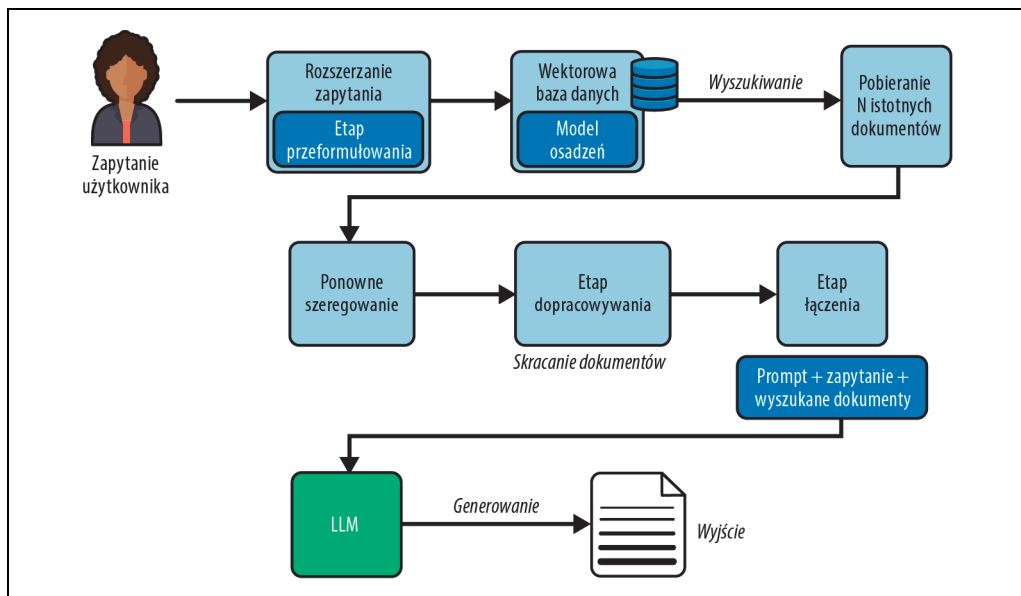 Zapytanie
użytkownika
Rozszerzanie
zapytania
Etap
przeformułowania
Wektorowa
baza danych
Model
osadzeń
Wyszukiwanie
Pobieranie
N istotnych
dokumentów
Ponowne
szeregowanie
Etap
dopracowywania
Skracanie dokumentów
Etap
łączenia
Prompt + zapytanie +
wyszukane dokumenty
LLM
Generowanie
Wyjście